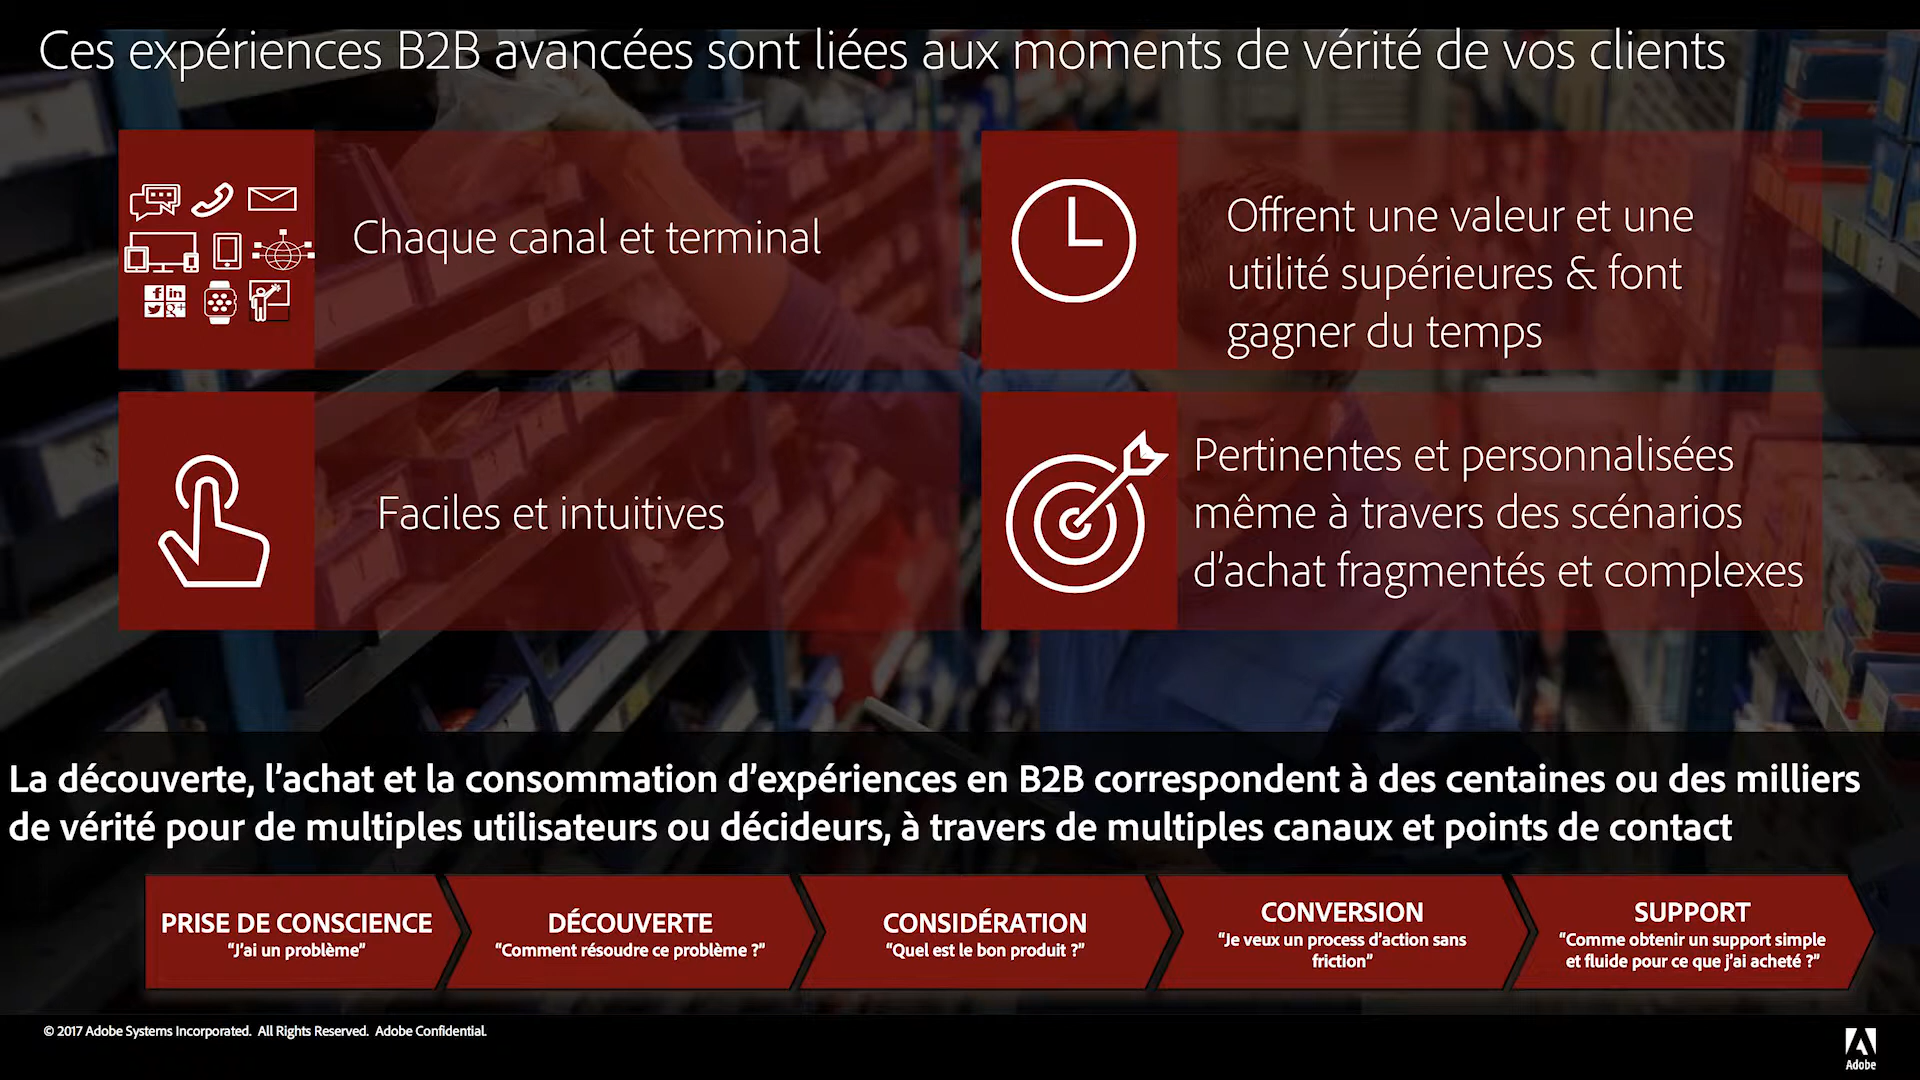 Ces expériences B2B avancées sont liées aux moments de vérité de vos clients
Chaque canal et terminal
Offrent une valeur et une
utilité supérieures & font
gagner du temps
Faciles et intuitives
Pertinentes et personnalisées
même à travers des scénarios
d'achat fragmentés et complexes
La découverte, l'achat et la consommation d'expériences en B2B correspondent à des centaines ou des milliers
de vérité pour de multiples utilisateurs ou décideurs, à travers de multiples canaux et points de contact
PRISE DE CONSCIENCE
“J'ai un problème”
DÉCOUVERTE
“Comment résoudre ce problème ?”
CONSIDÉRATION
“Quel est le bon produit ?”
CONVERSION
“Je veux un process d'action sans
friction”
SUPPORT
“Comme obtenir un support simple
et fluide pour ce que j'ai acheté ?”
© 2017 Adobe Systems Incorporated. All Rights Reserved. Adobe Confidential.
Adobe